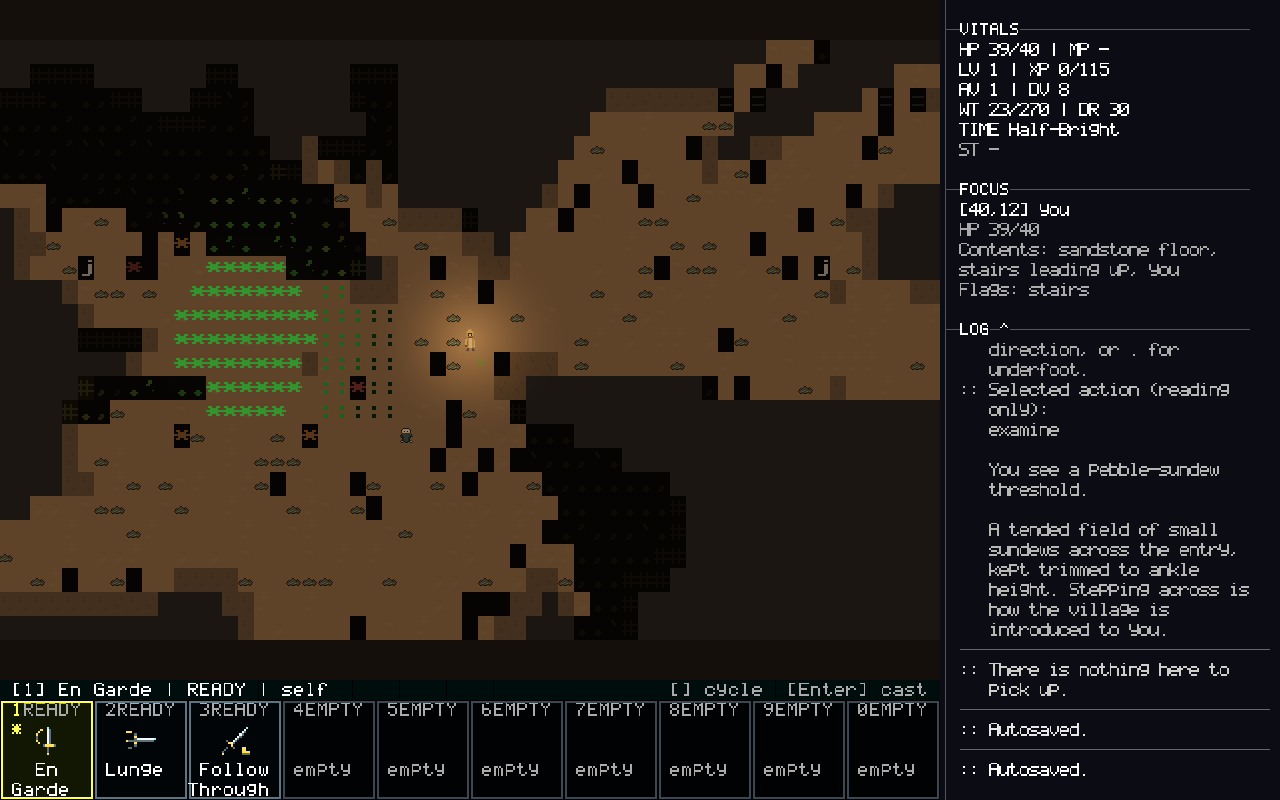 VITALS
HP 39/40 | MP -
LV 1 | XP 0/115
AV 1 | DV 8
WT 23/270 | DR 30
TIME Half-Bright
ST -
FOCUS
[40,12] You
HP 39/40
Contents: sandstone floor,
stairs leading up, you
Flags: stairs
LOG ^
direction, or . for
underfoot.
:: Selected action (reading
only):
examine
You see a Pebble-sundew
threshold.
A tended field of small
sundews across the entry,
kept trimmed to ankle
height. Stepping across is
how the village is
introduced to you.
:: There is nothing here to
pick up.
:: Autosaved.
:: Autosaved.
j
j
[1] En Garde | READY | self
[] cycle [Enter] cast
1READY 2READY 3READY 4EMPTY 5EMPTY 6EMPTY 7EMPTY 8EMPTY 9EMPTY 0EMPTY
*
En Garde
Lunge
Follow Through
empty empty empty empty empty empty empty